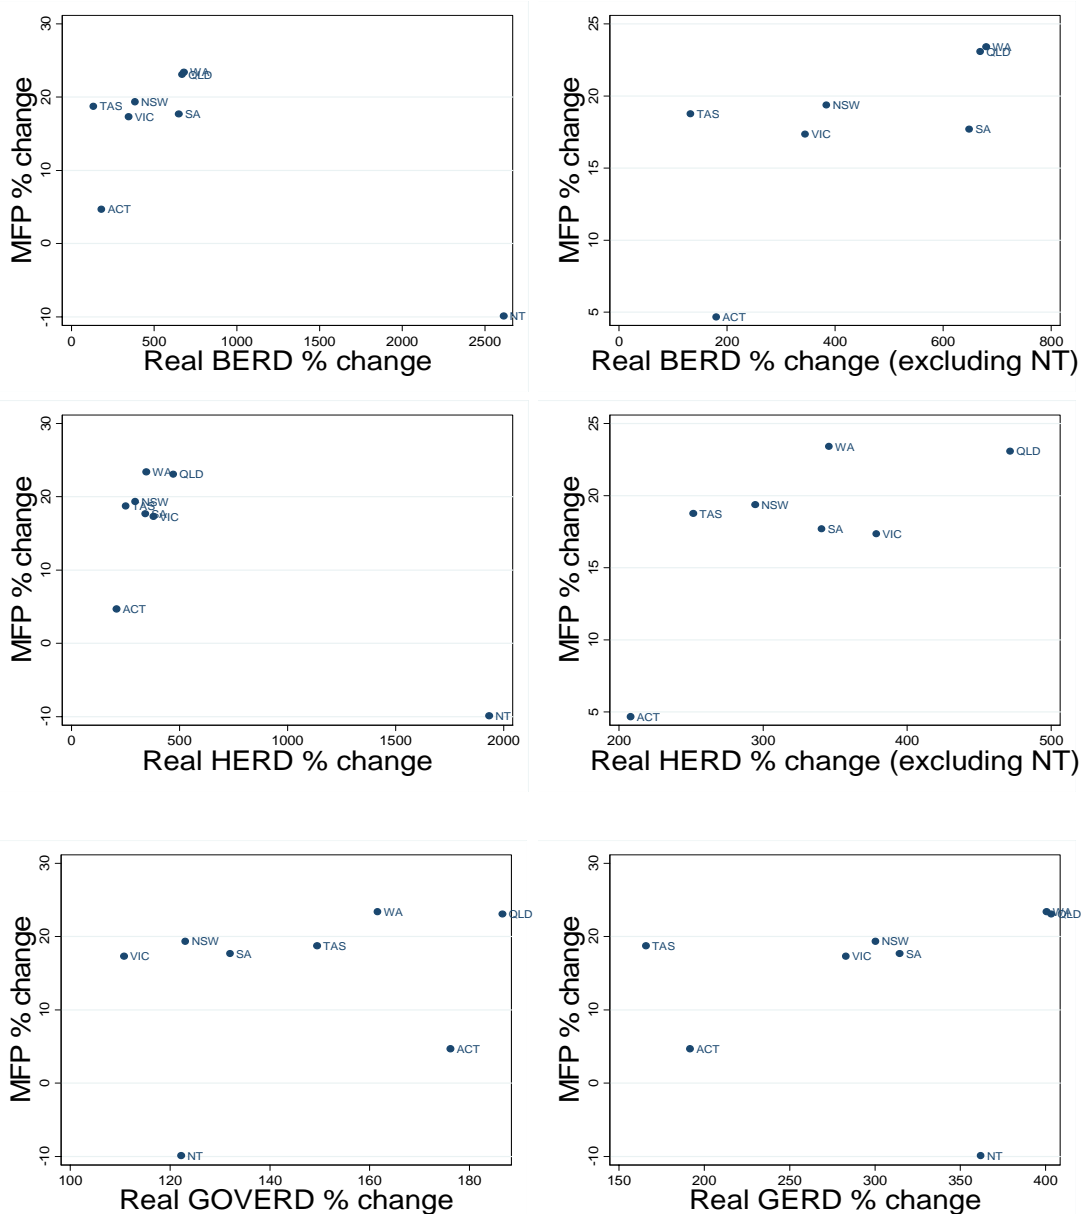 MFP % change
30
20
10
0
-10
WA
QLD
TAS
NSW
VIC
SA
ACT
NT
0 500 1000 1500 2000 2500
Real BERD % change
MFP % change
25
20
15
10
5
WA
QLD
NSW
TAS
VIC
SA
ACT
0 200 400 600 800
Real BERD % change (excluding NT)
MFP % change
30
20
10
0
-10
WA
QLD
NSW
TAS
SA
VIC
ACT
NT
0 500 1000 1500 2000
Real HERD % change
MFP % change
25
20
15
10
5
WA
QLD
NSW
TAS
SA
VIC
ACT
200 300 400 500
Real HERD % change (excluding NT)
MFP % change
30
20
10
0
-10
WA
QLD
NSW
TAS
VIC
SA
ACT
NT
100 120 140 160 180
Real GOVERD % change
MFP % change
30
20
10
0
-10
WA
QLD
TAS
NSW
VIC
SA
ACT
NT
150 200 250 300 350 400
Real GERD % change